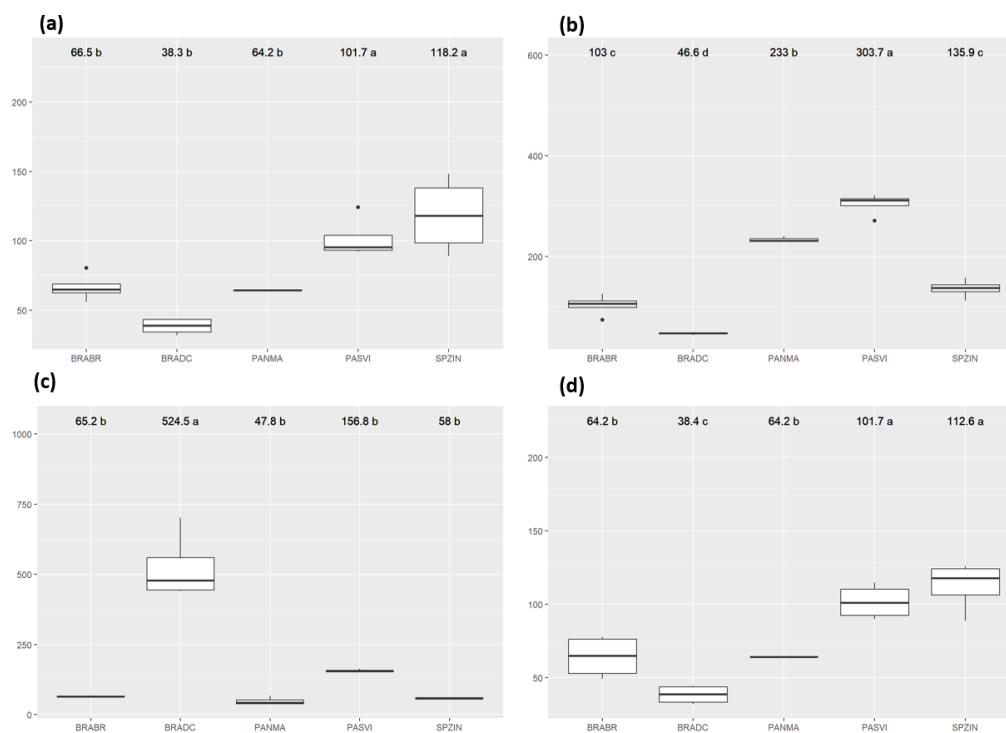 (a)
66.5 b 38.3 b 64.2 b 101.7 a 118.2 a
200
150
100
50
BRABR BRADC PANMA PASVI SPZIN
(b)
103 c 46.6 d 233 b 303.7 a 135.9 c
600
400
200
BRABR BRADC PANMA PASVI SPZIN
(c)
65.2 b 524.5 a 47.8 b 156.8 b 58 b
1000
750
500
250
0
BRABR BRADC PANMA PASVI SPZIN
(d)
64.2 b 38.4 c 64.2 b 101.7 a 112.6 a
200
150
100
50
BRABR BRADC PANMA PASVI SPZIN